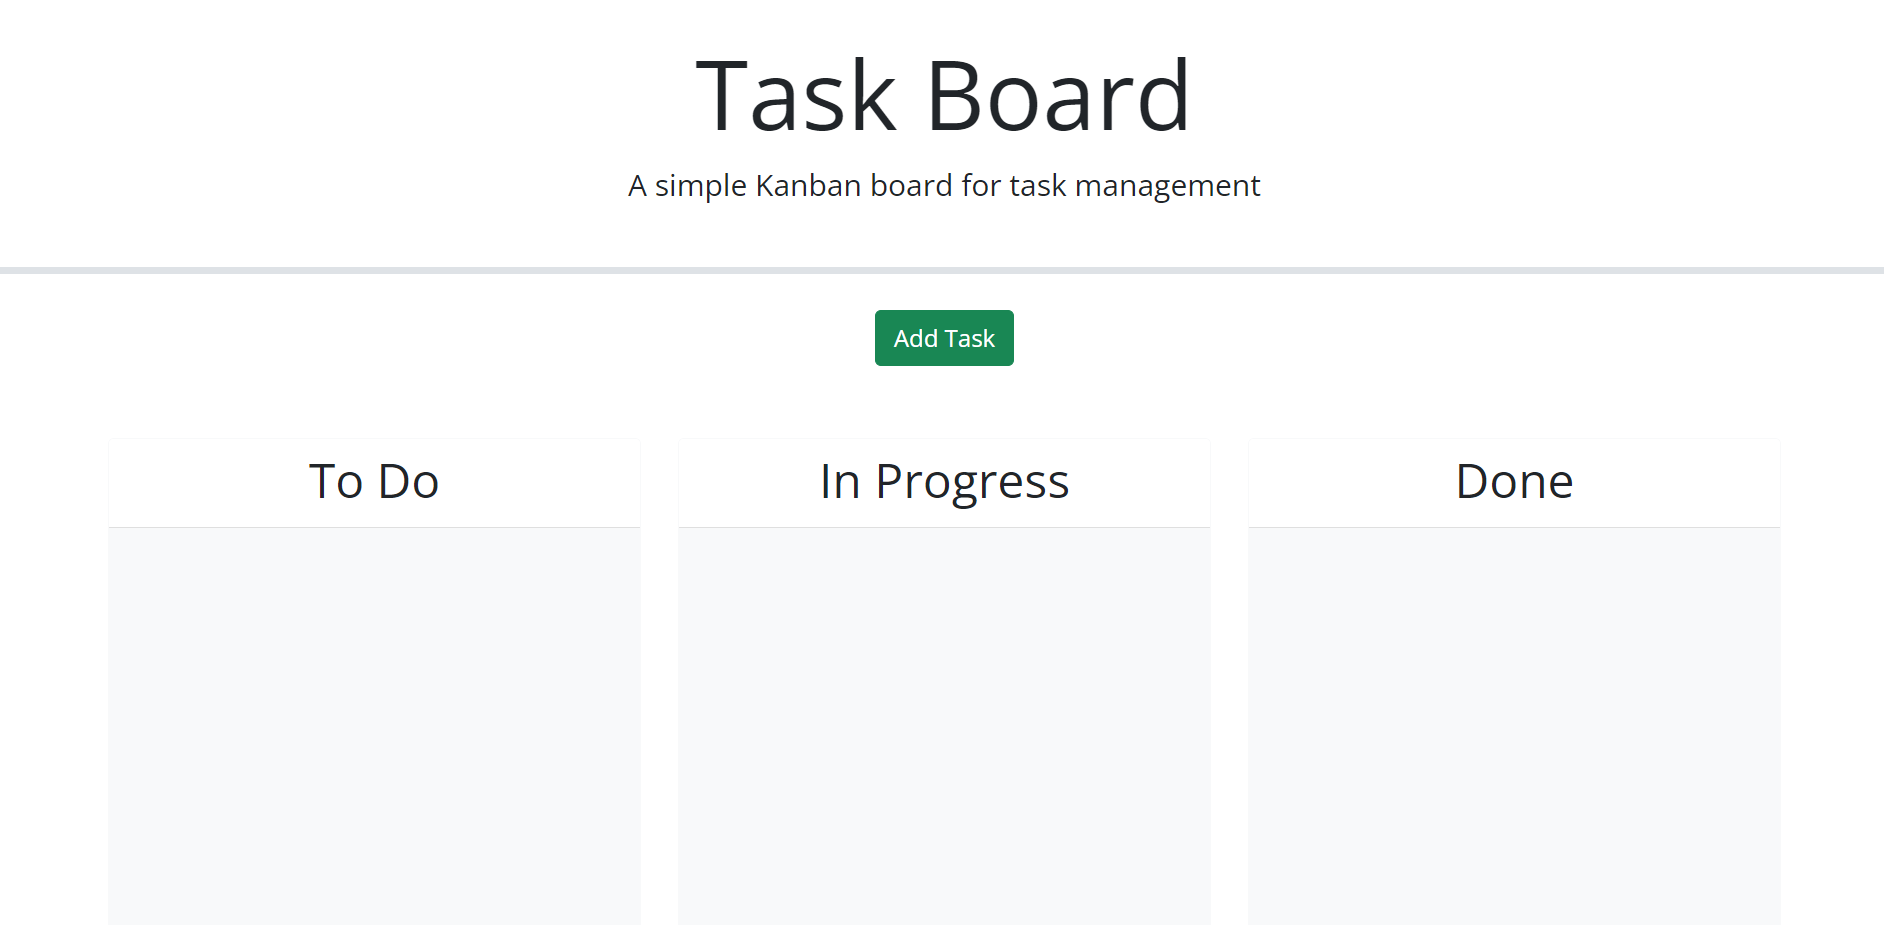 Task Board
A simple Kanban board for task management
Add Task
To Do
In Progress
Done